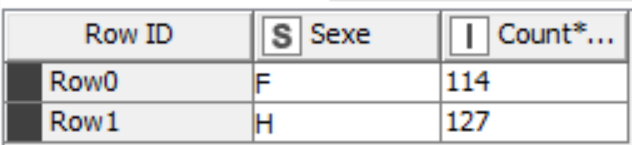 Row ID S Sexe I Count*...
Row0 F 114
Row1 H 127